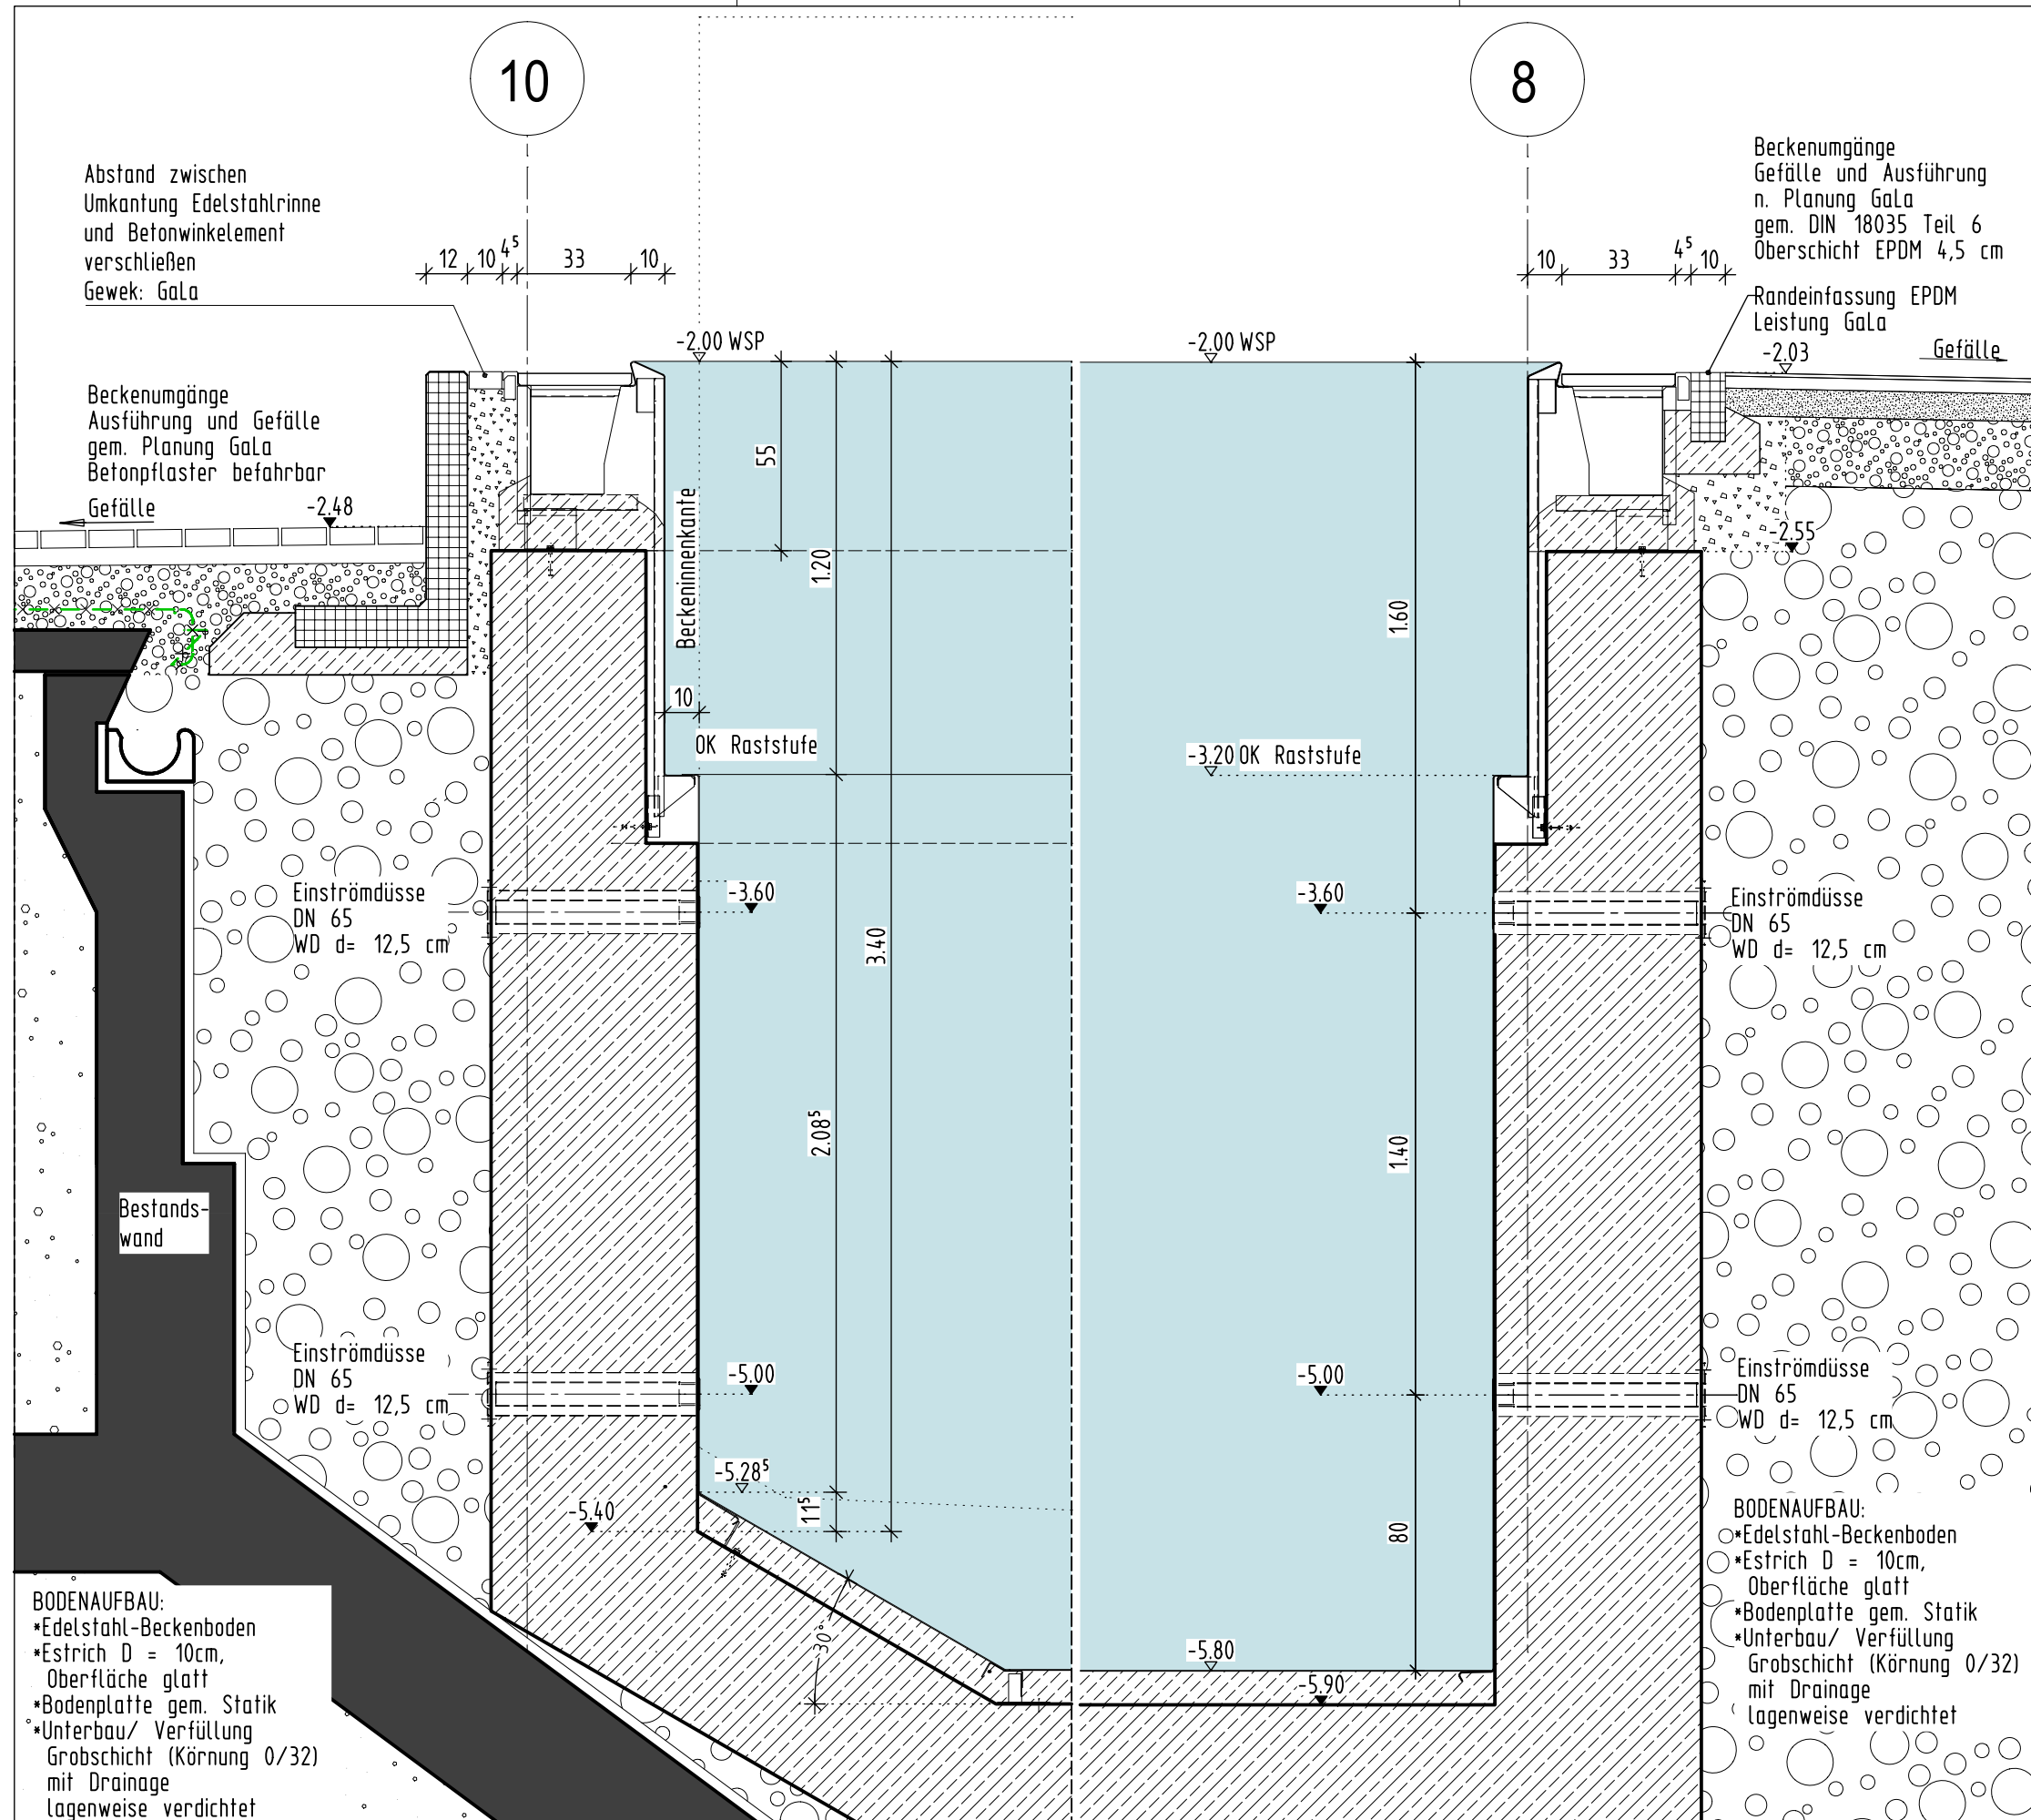 10
8
Abstand zwischen
Umkantung Edelstahlrinne
und Betonwinkelement
verschließen
Gewek: GaLa
Beckenumgänge
Gefälle und Ausführung
n. Planung GaLa
gem. DIN 18035 Teil 6
Oberschicht EPDM 4,5 cm
12 10 4⁵ 33 10
10 33 4⁵ 10
Randeinfassung EPDM
Leistung GaLa
-2.00 WSP
-2.00 WSP
-2.03
Gefälle
Beckenumgänge
Ausführung und Gefälle
gem. Planung GaLa
Betonpflaster befahrbar
Gefälle
-2.48
55
1.20
Beckeninnenkante
1.60
-2.55
10
OK Raststufe
-3.20 OK Raststufe
Einströmdüsse
DN 65
WD d= 12,5 cm
-3.60
-3.60
Einströmdüsse
DN 65
WD d= 12,5 cm
3.40
2.08⁵
1.40
Bestands-
wand
Einströmdüsse
DN 65
WD d= 12,5 cm
-5.00
-5.00
Einströmdüsse
DN 65
WD d= 12,5 cm
-5.28⁵
-5.40
11⁵
80
30°
-5.80
-5.90
BODENAUFBAU:
*Edelstahl-Beckenboden
*Estrich D = 10cm,
Oberfläche glatt
*Bodenplatte gem. Statik
*Unterbau/ Verfüllung
Grobschicht (Körnung 0/32)
mit Drainage
lagenweise verdichtet
BODENAUFBAU:
*Edelstahl-Beckenboden
*Estrich D = 10cm,
Oberfläche glatt
*Bodenplatte gem. Statik
*Unterbau/ Verfüllung
Grobschicht (Körnung 0/32)
mit Drainage
lagenweise verdichtet